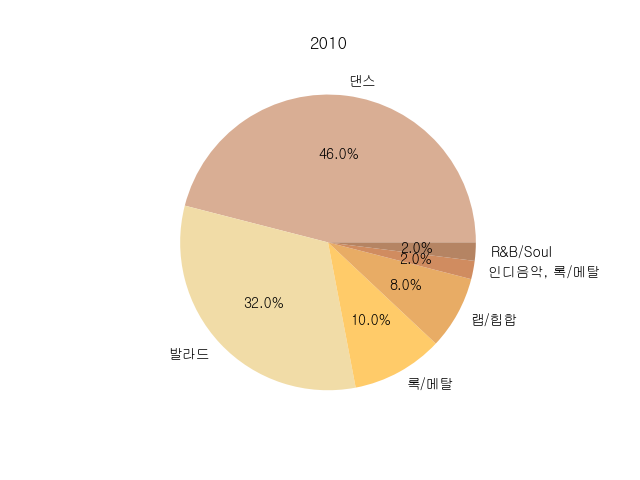 2010
댄스
46.0%
2.0%
R&B/Soul
2.0%
인디음악, 록/메탈
8.0%
32.0%
10.0%
랩/힙합
발라드
록/메탈